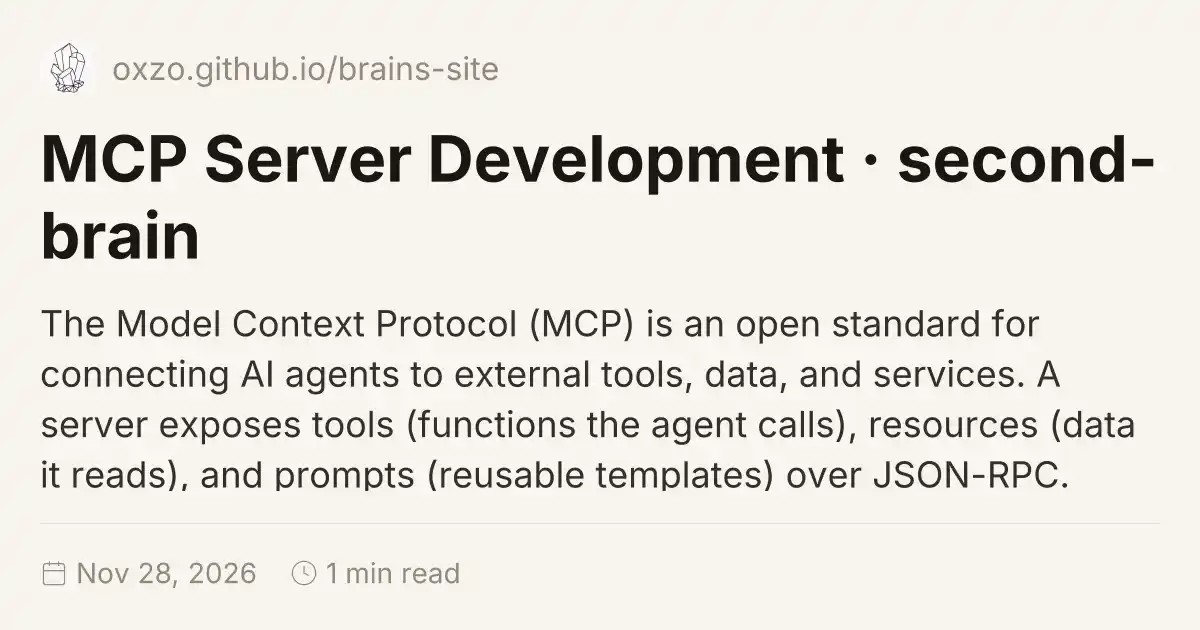 oxzo.github.io/brains-site
MCP Server Development · second-
brain
The Model Context Protocol (MCP) is an open standard for
connecting AI agents to external tools, data, and services. A
server exposes tools (functions the agent calls), resources (data
it reads), and prompts (reusable templates) over JSON-RPC.
Nov 28, 2026
1 min read